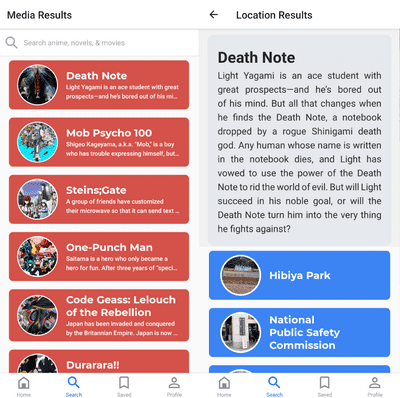 Media Results
Search anime, novels, & movies
Death Note
Light Yagami is an ace student with great
prospects—and he's bored out of his mi...
Mob Psycho 100
Shigeo Kageyama, a.k.a. "Mob," is a boy
who has trouble expressing himself, but...
Steins;Gate
A group of friends have customized
their microwave so that it can send text ...
One-Punch Man
Saitama is a hero who only became a
hero for fun. After three years of "speci...
Code Geass: Lelouch
of the Rebellion
Japan has been invaded and conquered
by the Britannian Empire. Japan is now ...
Durarara!!
Home
Search
Saved
Profile
Location Results
Death Note
Light Yagami is an ace student with
great prospects—and he's bored out
of his mind. But all that changes when
he finds the Death Note, a notebook
dropped by a rogue Shinigami death
god. Any human whose name is written
in the notebook dies, and Light has
vowed to use the power of the Death
Note to rid the world of evil. But will Light
succeed in his noble goal, or will the
Death Note turn him into the very thing
he fights against?
Hibiya Park
National
Public Safety
Commission
Home
Search
Saved
Profile